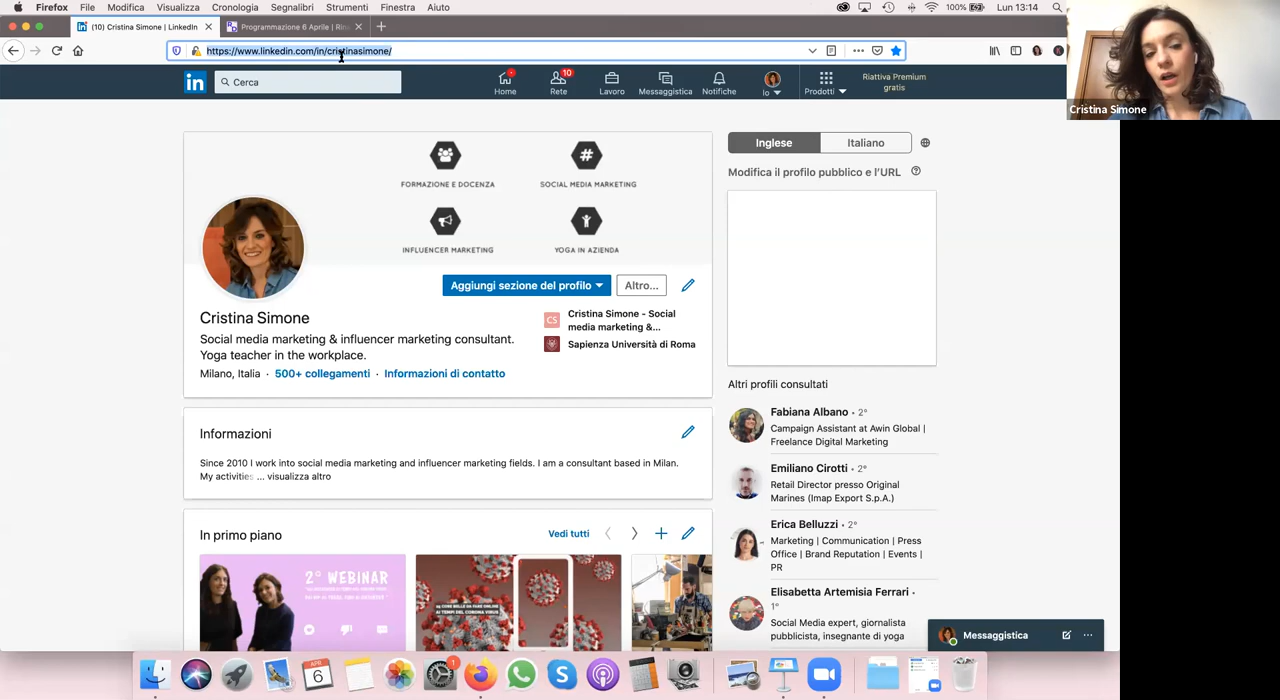 Firefox File Modifica Visualizza Cronologia Segnalibri Strumenti Finestra Aiuto 100% Lun 13:14
(10) Cristina Simone | LinkedIn
Programmazione 6 Aprile | Rin
https://www.linkedin.com/in/cristinasimone/
Cristina Simone
in
Cerca
10
Home Rete Lavoro Messaggistica Notifiche Io Prodotti
Riattiva Premium
gratis
FORMAZIONE E DOCENZA
SOCIAL MEDIA MARKETING
INFLUENCER MARKETING
YOGA IN AZIENDA
Aggiungi sezione del profilo
Altro...
Cristina Simone
Social media marketing & influencer marketing consultant.
Yoga teacher in the workplace.
Milano, Italia · 500+ collegamenti · Informazioni di contatto
CS
Cristina Simone - Social
media marketing &...
Sapienza Università di Roma
Informazioni
Since 2010 I work into social media marketing and influencer marketing fields. I am a consultant based in Milan.
My activities ... visualizza altro
In primo piano
Vedi tutti
2° WEBINAR
Inglese Italiano
Modifica il profilo pubblico e l'URL
Altri profili consultati
Fabiana Albano • 2°
Campaign Assistant at Awin Global |
Freelance Digital Marketing
Emiliano Cirotti • 2°
Retail Director presso Original
Marines (Imap Export S.p.A.)
Erica Belluzzi • 2°
Marketing | Communication | Press
Office | Brand Reputation | Events |
PR
Elisabetta Artemisia Ferrari •
1°
Social Media expert, giornalista
pubblicista, insegnante di yoga
Messaggistica
APR
6
1